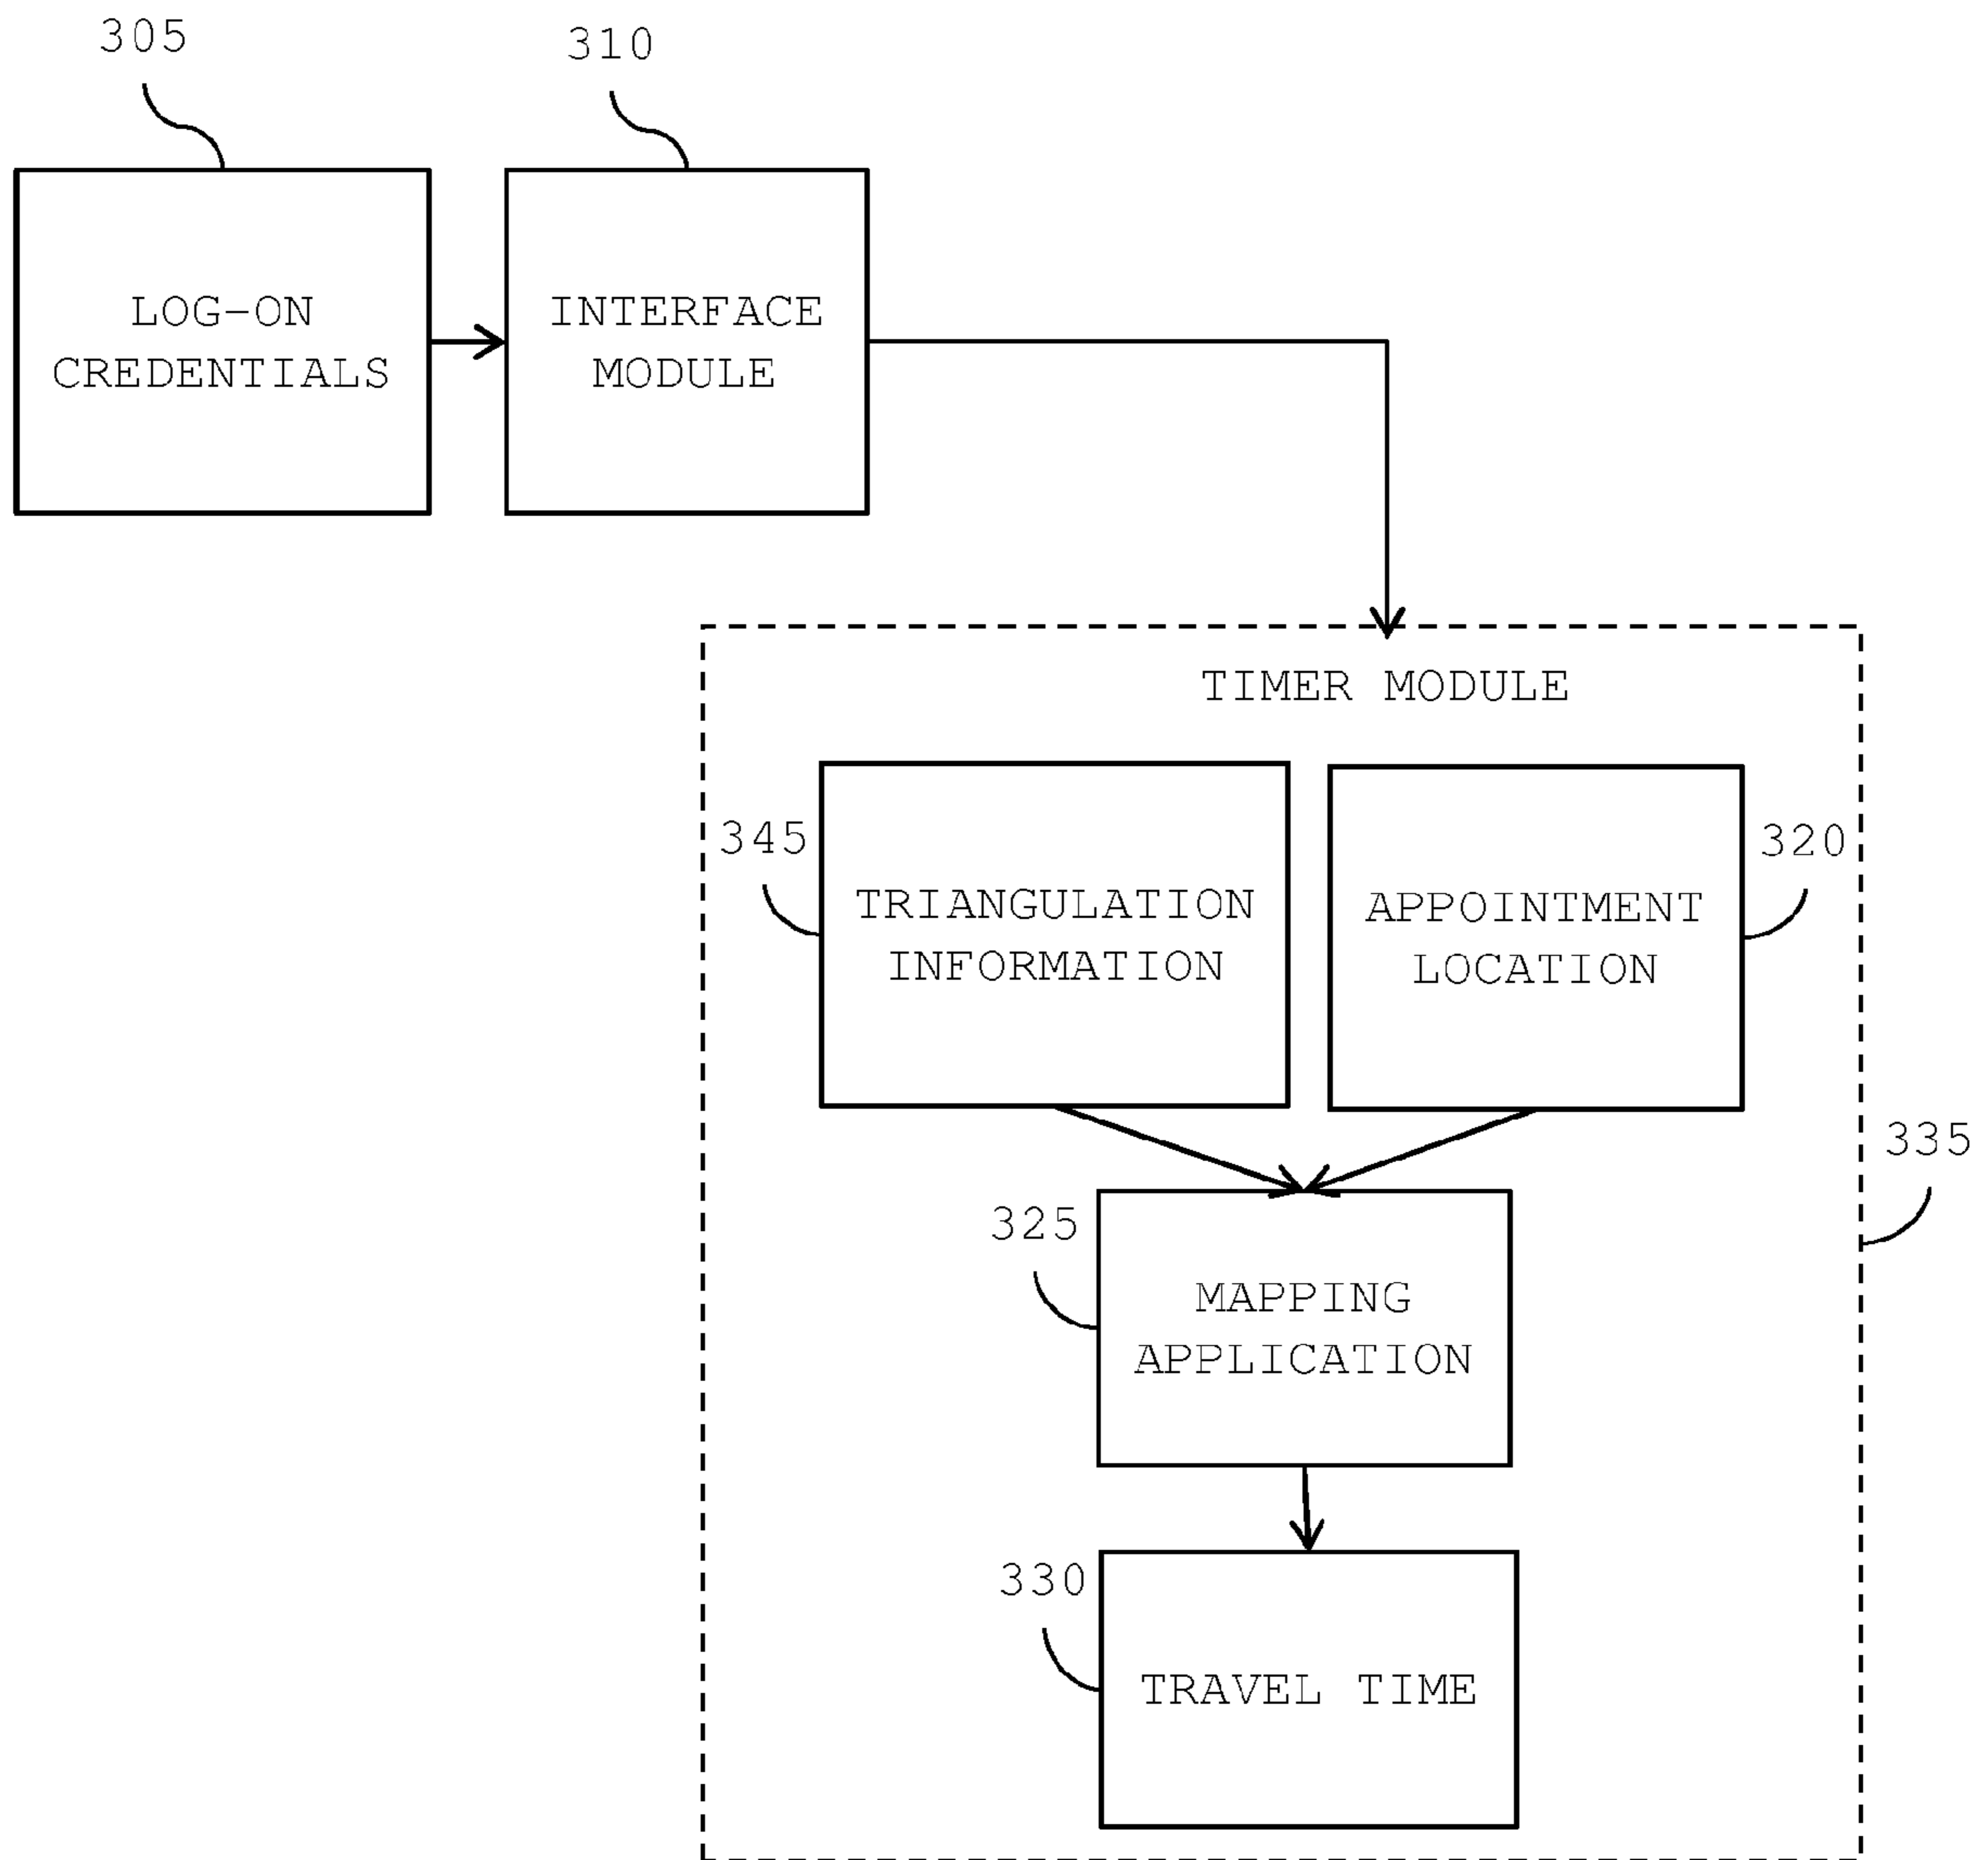 305
310
LOG-ON
CREDENTIALS
INTERFACE
MODULE
TIMER MODULE
345
320
TRIANGULATION
INFORMATION
APPOINTMENT
LOCATION
335
325
MAPPING
APPLICATION
330
TRAVEL TIME